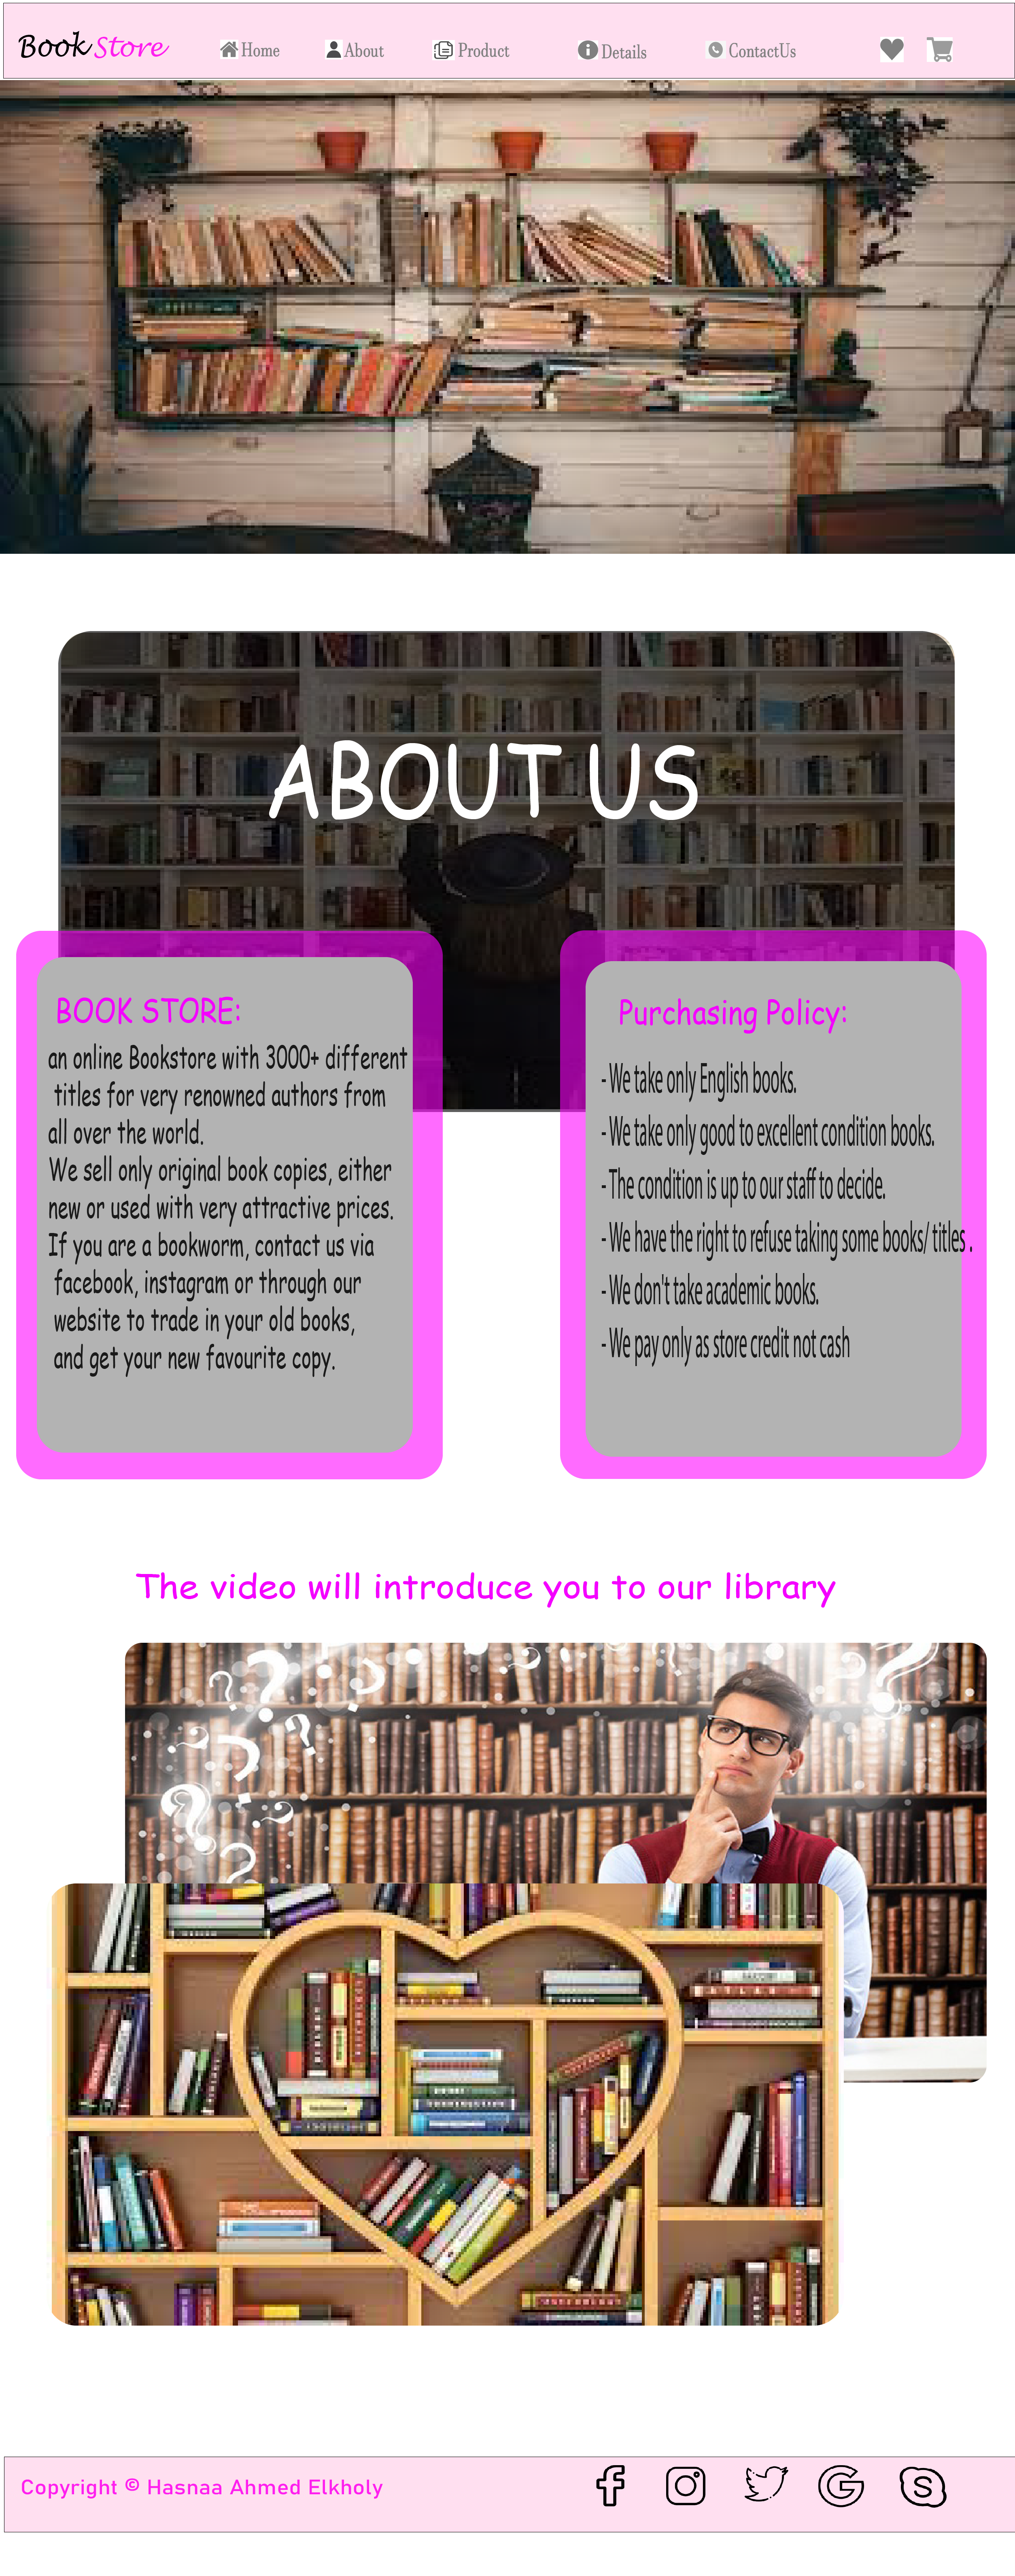 Book Store
Home
About
Product
Details
ContactUs
ABOUT US
BOOK STORE:
an online Bookstore with 3000+ different
titles for very renowned authors from
all over the world.
We sell only original book copies, either
new or used with very attractive prices.
If you are a bookworm, contact us via
facebook, instagram or through our
website to trade in your old books,
and get your new favourite copy.
Purchasing Policy:
- We take only English books.
- We take only good to excellent condition books.
- The condition is up to our staff to decide.
- We have the right to refuse taking some books/ titles .
- We don't take academic books.
- We pay only as store credit not cash
The video will introduce you to our library
Copyright © Hasnaa Ahmed Elkholy